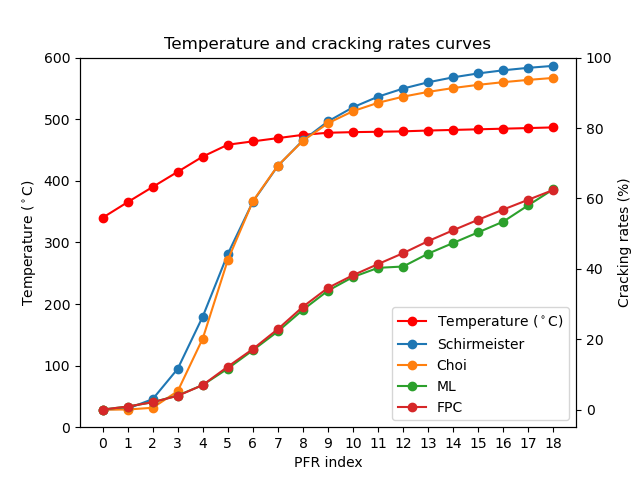 Temperature and cracking rates curves
600
500
400
300
200
100
0
Temperature (°C)
100
80
60
40
20
0
Cracking rates (%)
Temperature (°C)
Schirmeister
Choi
ML
FPC
0 1 2 3 4 5 6 7 8 9 10 11 12 13 14 15 16 17 18
PFR index